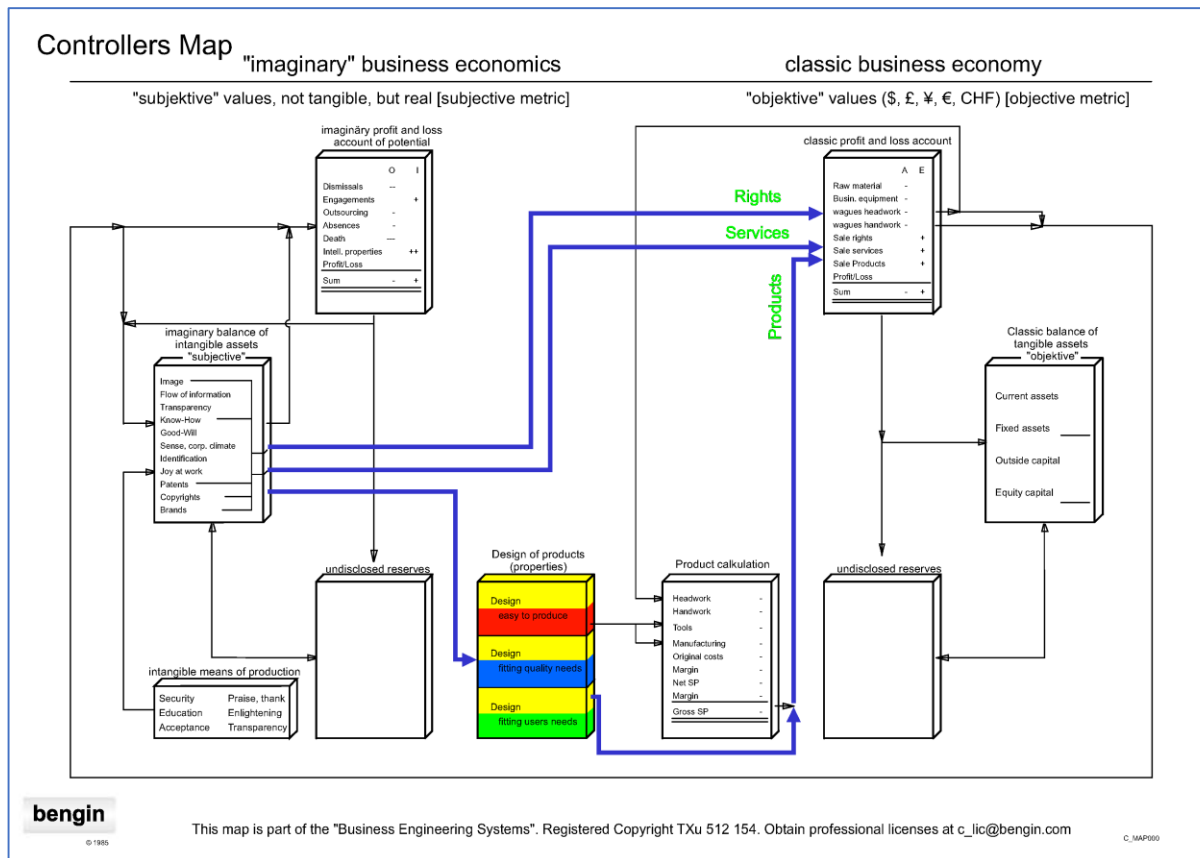 Controllers Map
"imaginary" business economics
classic business economy
"subjektive" values, not tangible, but real [subjective metric]
"objektive" values ($, £, ¥, €, CHF) [objective metric]
imaginäry profit and loss
account of potential
O I
Dismissals --
Engagements +
Outsourcing -
Absences -
Death ---
Intell. properties ++
Profit/Loss
Sum - +
classic profit and loss account
A E
Raw material -
Busin. equipment -
wagues headwork -
wagues handwork -
Sale rights +
Sale services +
Sale Products +
Profit/Loss
Sum - +
Rights
Services
Products
imaginary balance of
intangible assets
"subjective"
Image
Flow of information
Transparency
Know-How
Good-Will
Sense, corp. climate
Identification
Joy at work
Patents
Copyrights
Brands
Classic balance of
tangible assets
"objektive"
Current assets
Fixed assets
Outside capital
Equity capital
undisclosed reserves
Design of products
(properties)
Design
easy to produce
Design
fitting quality needs
Design
fitting users needs
Product calkulation
Headwork -
Handwork -
Tools -
Manufacturing -
Original costs -
Margin -
Net SP -
Margin -
Gross SP -
undisclosed reserves
intangible means of production
Security Praise, thank
Education Enlightening
Acceptance Transparency
bengin
© 1985
This map is part of the "Business Engineering Systems". Registered Copyright TXu 512 154. Obtain professional licenses at c_lic@bengin.com
C_MAP000